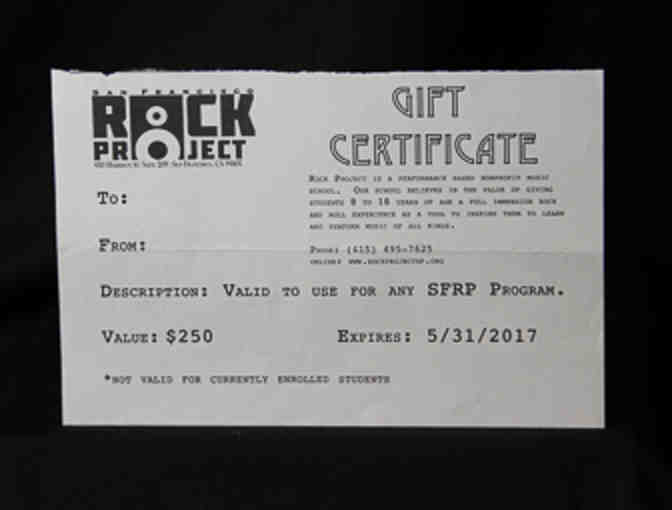 SAN FRANCISCO
ROCK
PROJECT
San Francisco, CA
GIFT
CERTIFICATE
ROCK PROJECT IS A PERFORMANCE BASED NONPROFIT MUSIC
SCHOOL. OUR SCHOOL BELIEVES IN THE VALUE OF GIVING
STUDENTS 8 TO 18 YEARS OF AGE A FULL IMMERSION ROCK
AND ROLL EXPERIENCE AS A TOOL TO INSPIRE THEM TO LEARN
AND PERFORM MUSIC OF ALL KINDS.
TO:
FROM:
PHONE: (415) 495-7625
ONLINE: WWW.ROCKPROJECTSF.ORG
DESCRIPTION: VALID TO USE FOR ANY SFRP PROGRAM.
VALUE: $250 EXPIRES: 5/31/2017
*NOT VALID FOR CURRENTLY ENROLLED STUDENTS